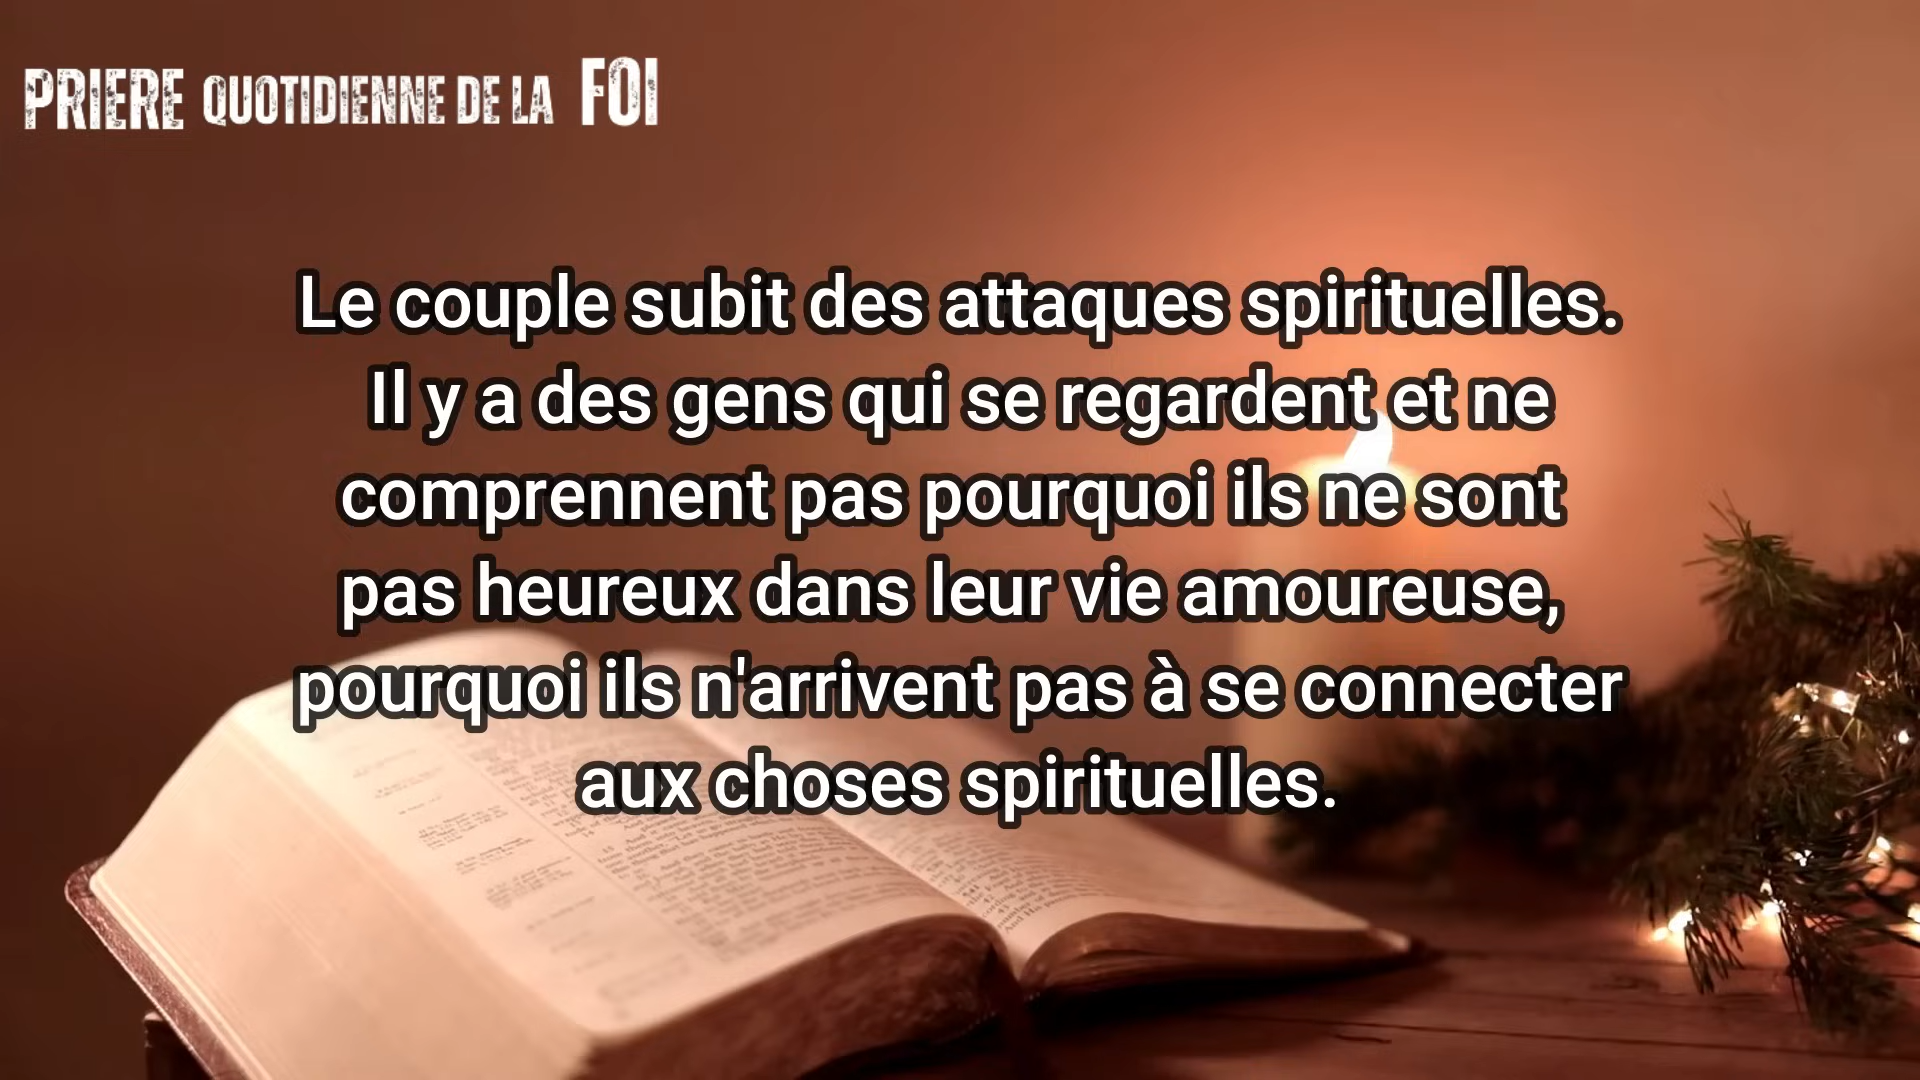 PRIERE QUOTIDIENNE DE LA FOI
Le couple subit des attaques spirituelles.
Il y a des gens qui se regardent et ne
comprennent pas pourquoi ils ne sont
pas heureux dans leur vie amoureuse,
pourquoi ils n'arrivent pas à se connecter
aux choses spirituelles.